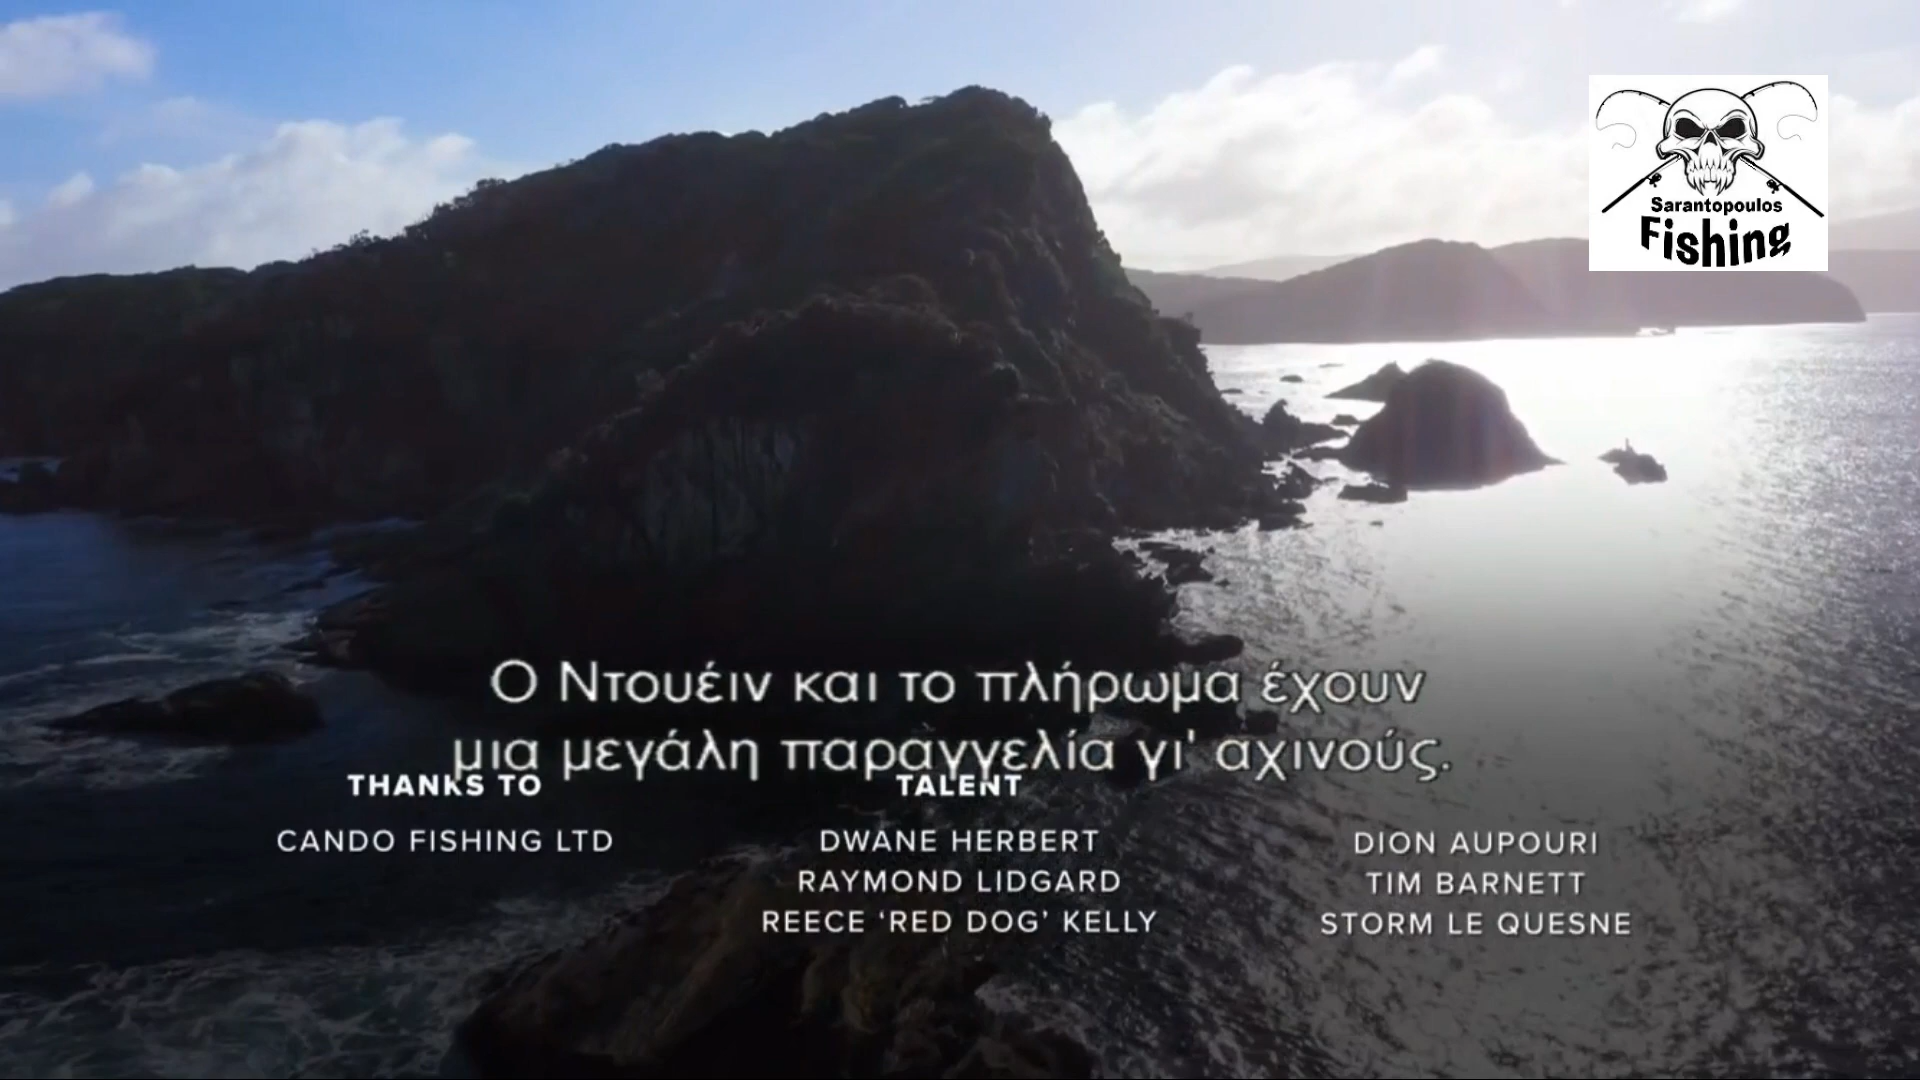 Sarantopoulos
Fishing
Ο Ντουέιν και το πλήρωμα έχουν
μια μεγάλη παραγγελία γι' αχινούς.
THANKS TO
CANDO FISHING LTD
TALENT
DWANE HERBERT
RAYMOND LIDGARD
REECE ‘RED DOG’ KELLY
DION AUPOURI
TIM BARNETT
STORM LE QUESNE